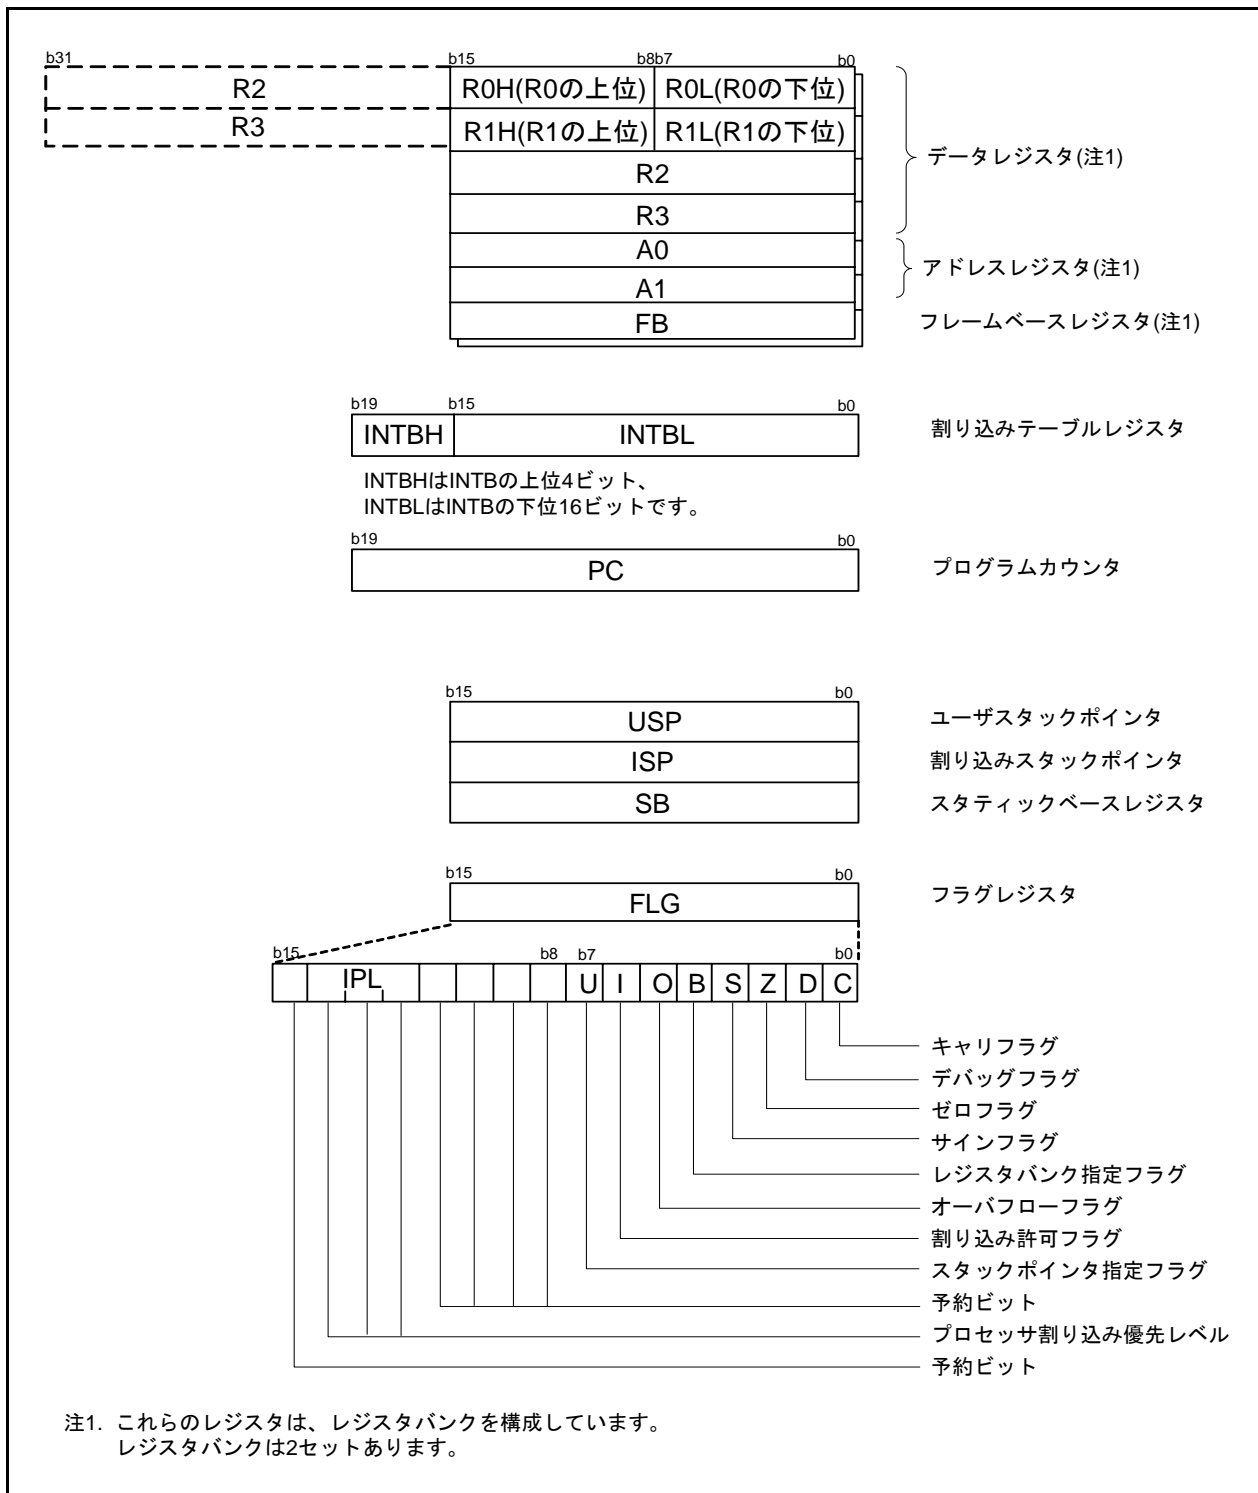 b31 b15 b8b7 b0
R2 R0H(R0の上位) R0L(R0の下位)
R3 R1H(R1の上位) R1L(R1の下位)
データレジスタ(注1)
R2
R3
A0
アドレスレジスタ(注1)
A1
FB フレームベースレジスタ(注1)
b19 b15 b0
INTBH INTBL 割り込みテーブルレジスタ
INTBHはINTBの上位4ビット、
INTBLはINTBの下位16ビットです。
b19 b0
PC プログラムカウンタ
b15 b0
USP ユーザスタックポインタ
ISP 割り込みスタックポインタ
SB スタティックベースレジスタ
b15 b0
FLG フラグレジスタ
b15 b8 b7 b0
IPL U I O B S Z D C
キャリフラグ
デバッグフラグ
ゼロフラグ
サインフラグ
レジスタバンク指定フラグ
オーバフローフラグ
割り込み許可フラグ
スタックポインタ指定フラグ
予約ビット
プロセッサ割り込み優先レベル
予約ビット
注1. これらのレジスタは、レジスタバンクを構成しています。
レジスタバンクは2セットあります。